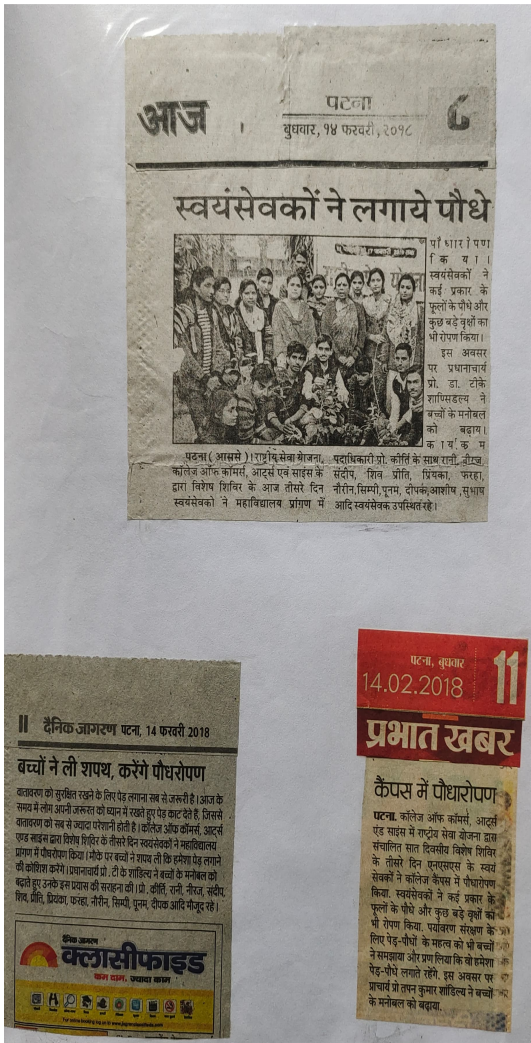 आज
पटना
बुधवार, १४ फरवरी, २०१८
८
स्वयंसेवकों ने लगाये पौधे
पटना (आससे)। राष्ट्रीय सेवा योजना,
कॉलेज ऑफ कॉमर्स, आर्ट्स एवं साइंस के
द्वारा विशेष शिविर के आज तीसरे दिन
स्वयंसेवको ने महाविद्यालय प्रांगण में
पौधारोपण
किया।
स्वयंसेवकों ने
कई प्रकार के
फूलों के पौधे और
कुछ बड़े वृक्षों का
भी रोपण किया।
इस अवसर
पर प्रधानाचार्य
प्रो. डा. टीके
शाण्सिडल्य ने
बच्चों के मनोबल
को बढ़ाय।
कार्यक्रम
पदाधिकारी प्रो. कीर्ति के साथ रानी, नीरज,
संदीप, शिव प्रीति, प्रियंका, फरहा,
नौरीन,सिम्पी,पूनम, दीपक,आशीष ,सुभाष
आदि स्वयंसेवक उपस्थित रहे।
11 दैनिक जागरण पटना, 14 फरवरी 2018
बच्चों ने ली शपथ, करेंगे पौधरोपण
वातावरण को सुरक्षित रखने के लिए पेड़ लगाना सब से जरूरी है। आज के
समय में लोग अपनी जरूरत को ध्यान में रखते हुए पेड़ काट देते हैं, जिससे
वातावरण को सब से ज्यादा परेशानी होती है। कॉलेज ऑफ कॉमर्स, आर्ट्स
एण्ड साइस द्वारा विशेष शिविर के तीसरे दिन स्वयंसेवको ने महाविद्यालय
प्रांगण में पौधरोपण किया। मौके पर बच्चों ने शपथ ली कि हमेशा पेड़ लगाने
की कोशिश करेंगे। प्रधानाचार्य प्रो . टी के शांडिल्य ने बच्चों के मनोबल को
बढ़ाते हुए उनके इस प्रयास की सराहना की। प्रो . कीर्ति, रानी, नीरज, संदीप,
शिव, प्रीति, प्रियंका, फरहा, नौरीन, सिम्पी, पूनम, दीपक आदि मौजूद रहे।
दैनिक जागरण
क्लासीफाइड
कम दाम, ज्यादा काम
पटना, बुधवार
14.02.2018
11
प्रभात खबर
कैंपस में पौधारोपण
पटना. कॉलेज ऑफ कॉमर्स, आर्ट्स
एंड साइंस में राष्ट्रीय सेवा योजना द्वारा
संचालित सात दिवसीय विशेष शिविर
के तीसरे दिन एनएसएस के स्वयं
सेवकों ने कॉलेज कैंपस में पौधारोपण
किया. स्वयंसेवकों ने कई प्रकार के
फूलों के पौधे और कुछ बड़े वृक्षों का
भी रोपण किया. पर्यावरण संरक्षण के
लिए पेड़-पौधों के महत्व को भी बच्चों
ने समझाया और प्रण लिया कि वो हमेशा
पेड़-पौधे लगाते रहेंगे. इस अवसर पर
प्राचार्य प्रो तपन कुमार शांडिल्य ने बच्चों
के मनोबल को बढ़ाया.